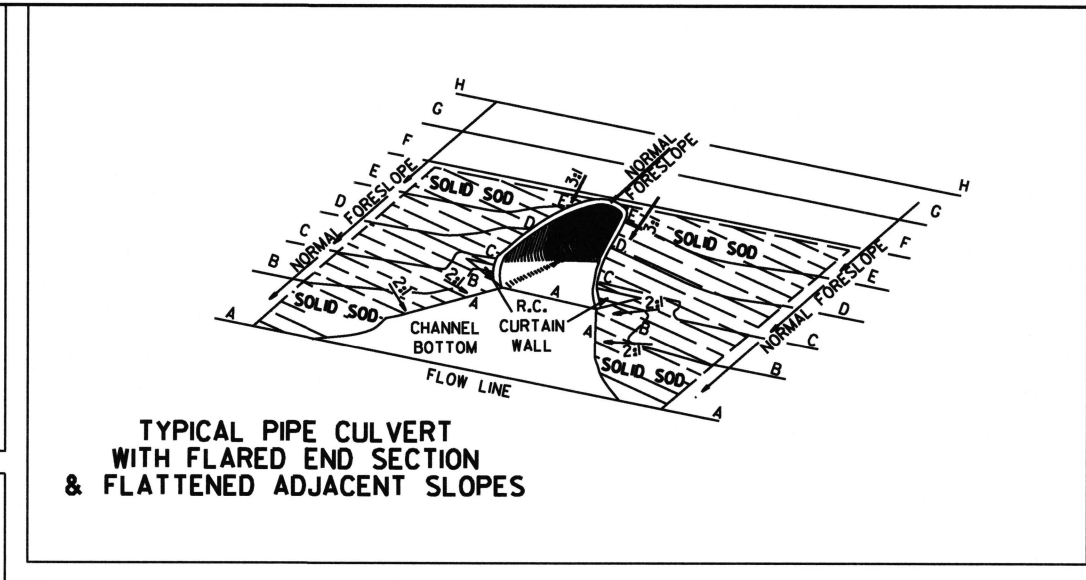 H
G
F
E
D
C
B
A
NORMAL FORESLOPE
SOLID SOD
SOLID SOD
2:1
2:1
3:1
NORMAL
FORESLOPE
E
D
C
B
A
A
E
3:1
D
C
B
A
2:1
2:1
R.C.
CURTAIN
WALL
CHANNEL
BOTTOM
FLOW LINE
SOLID SOD
SOLID SOD
NORMAL FORESLOPE
H
G
F
E
D
C
B
A
TYPICAL PIPE CULVERT
WITH FLARED END SECTION
& FLATTENED ADJACENT SLOPES